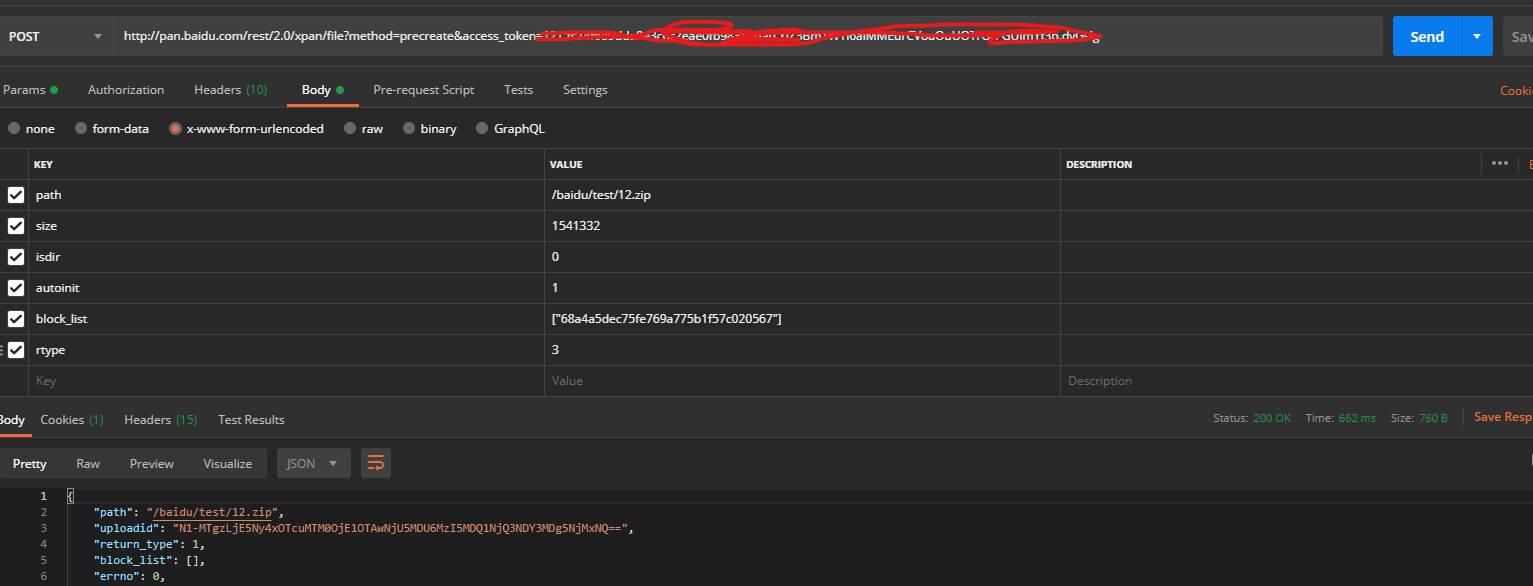 POST http://pan.baidu.com/rest/2.0/xpan/file?method=precreate&access_token= Send Sav
Params Authorization Headers (10) Body Pre-request Script Tests Settings Cooki
none form-data x-www-form-urlencoded raw binary GraphQL
KEY VALUE DESCRIPTION •••
path /baidu/test/12.zip
size 1541332
isdir 0
autoinit 1
block_list ["68a4a5dec75fe769a775b1f57c020567"]
rtype 3
Key Value Description
Body Cookies (1) Headers (15) Test Results Status: 200 OK Time: 662 ms Size: 760 B Save Resp
Pretty Raw Preview Visualize JSON
1 {
2 "path": "/baidu/test/12.zip",
3 "uploadid": "N1-MTgzLjE5Ny4xOTcuMTM0OjE1OTAwNjU5MDU6MzI5MDQ1NjQ3NDY3MDg5NjMxNQ==",
4 "return_type": 1,
5 "block_list": [],
6 "errno": 0,